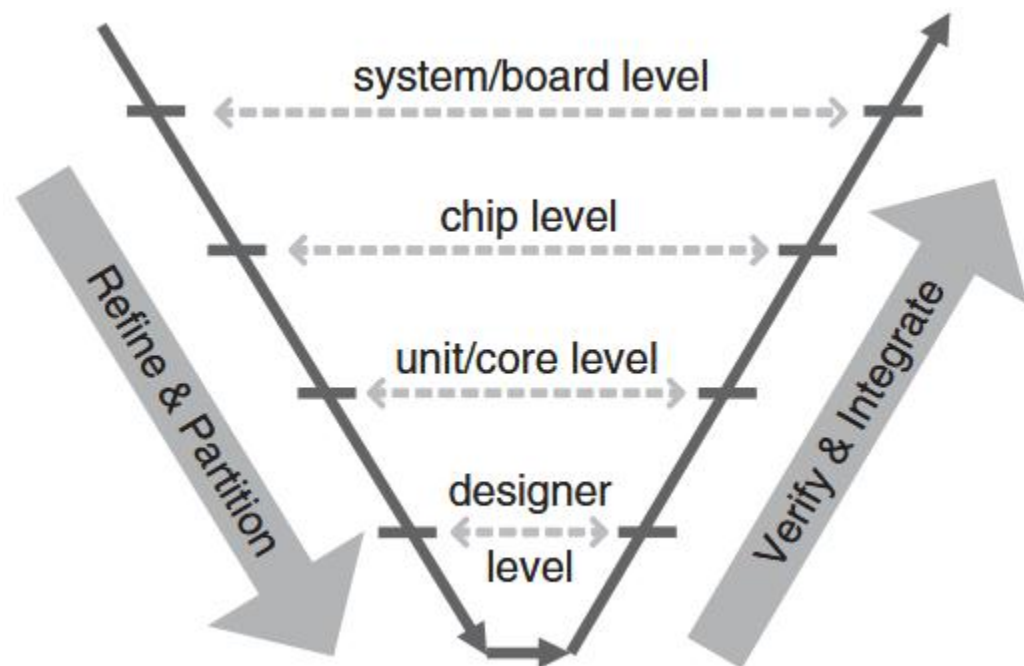 system/board level
chip level
Refine & Partition
unit/core level
Verify & Integrate
designer
level